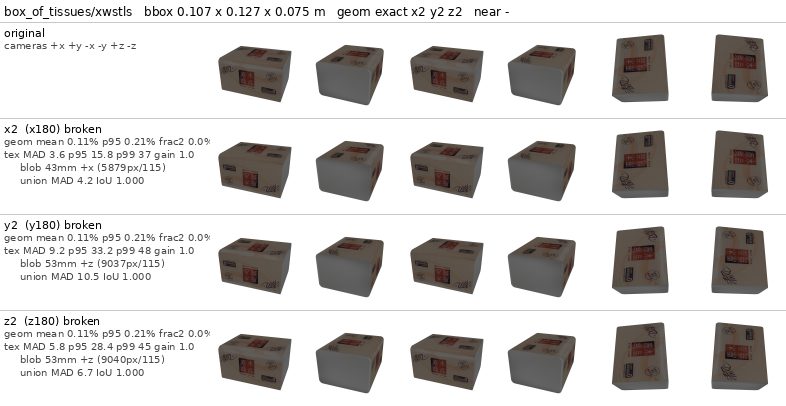 box_of_tissues/xwstls   bbox 0.107 x 0.127 x 0.075 m   geom exact x2 y2 z2   near -
original
cameras +x +y -x -y +z -z
x2  (x180) broken
geom mean 0.11% p95 0.21% frac2 0.0%
tex MAD 3.6 p95 15.8 p99 37 gain 1.0
blob 43mm +x (5879px/115)
union MAD 4.2 IoU 1.000
y2  (y180) broken
geom mean 0.11% p95 0.21% frac2 0.0%
tex MAD 9.2 p95 33.2 p99 48 gain 1.0
blob 53mm +z (9037px/115)
union MAD 10.5 IoU 1.000
z2  (z180) broken
geom mean 0.11% p95 0.21% frac2 0.0%
tex MAD 5.8 p95 28.4 p99 45 gain 1.0
blob 53mm +z (9040px/115)
union MAD 6.7 IoU 1.000